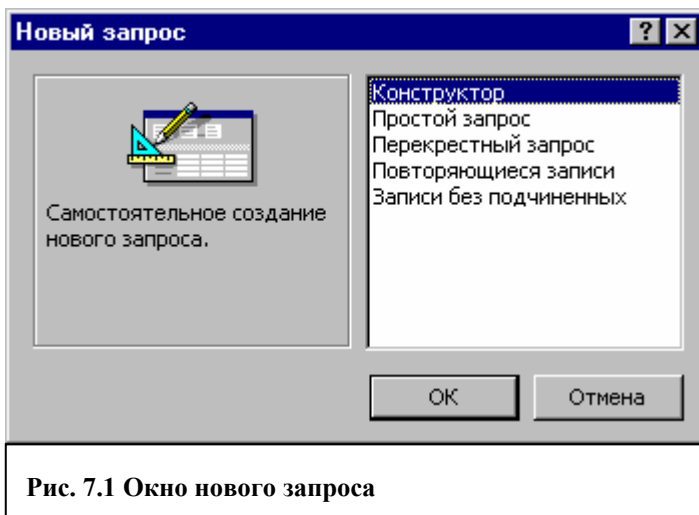 Новый запрос
Самостоятельное создание
нового запроса.
Конструктор
Простой запрос
Перекрестный запрос
Повторяющиеся записи
Записи без подчиненных
ОК
Отмена
Рис. 7.1 Окно нового запроса